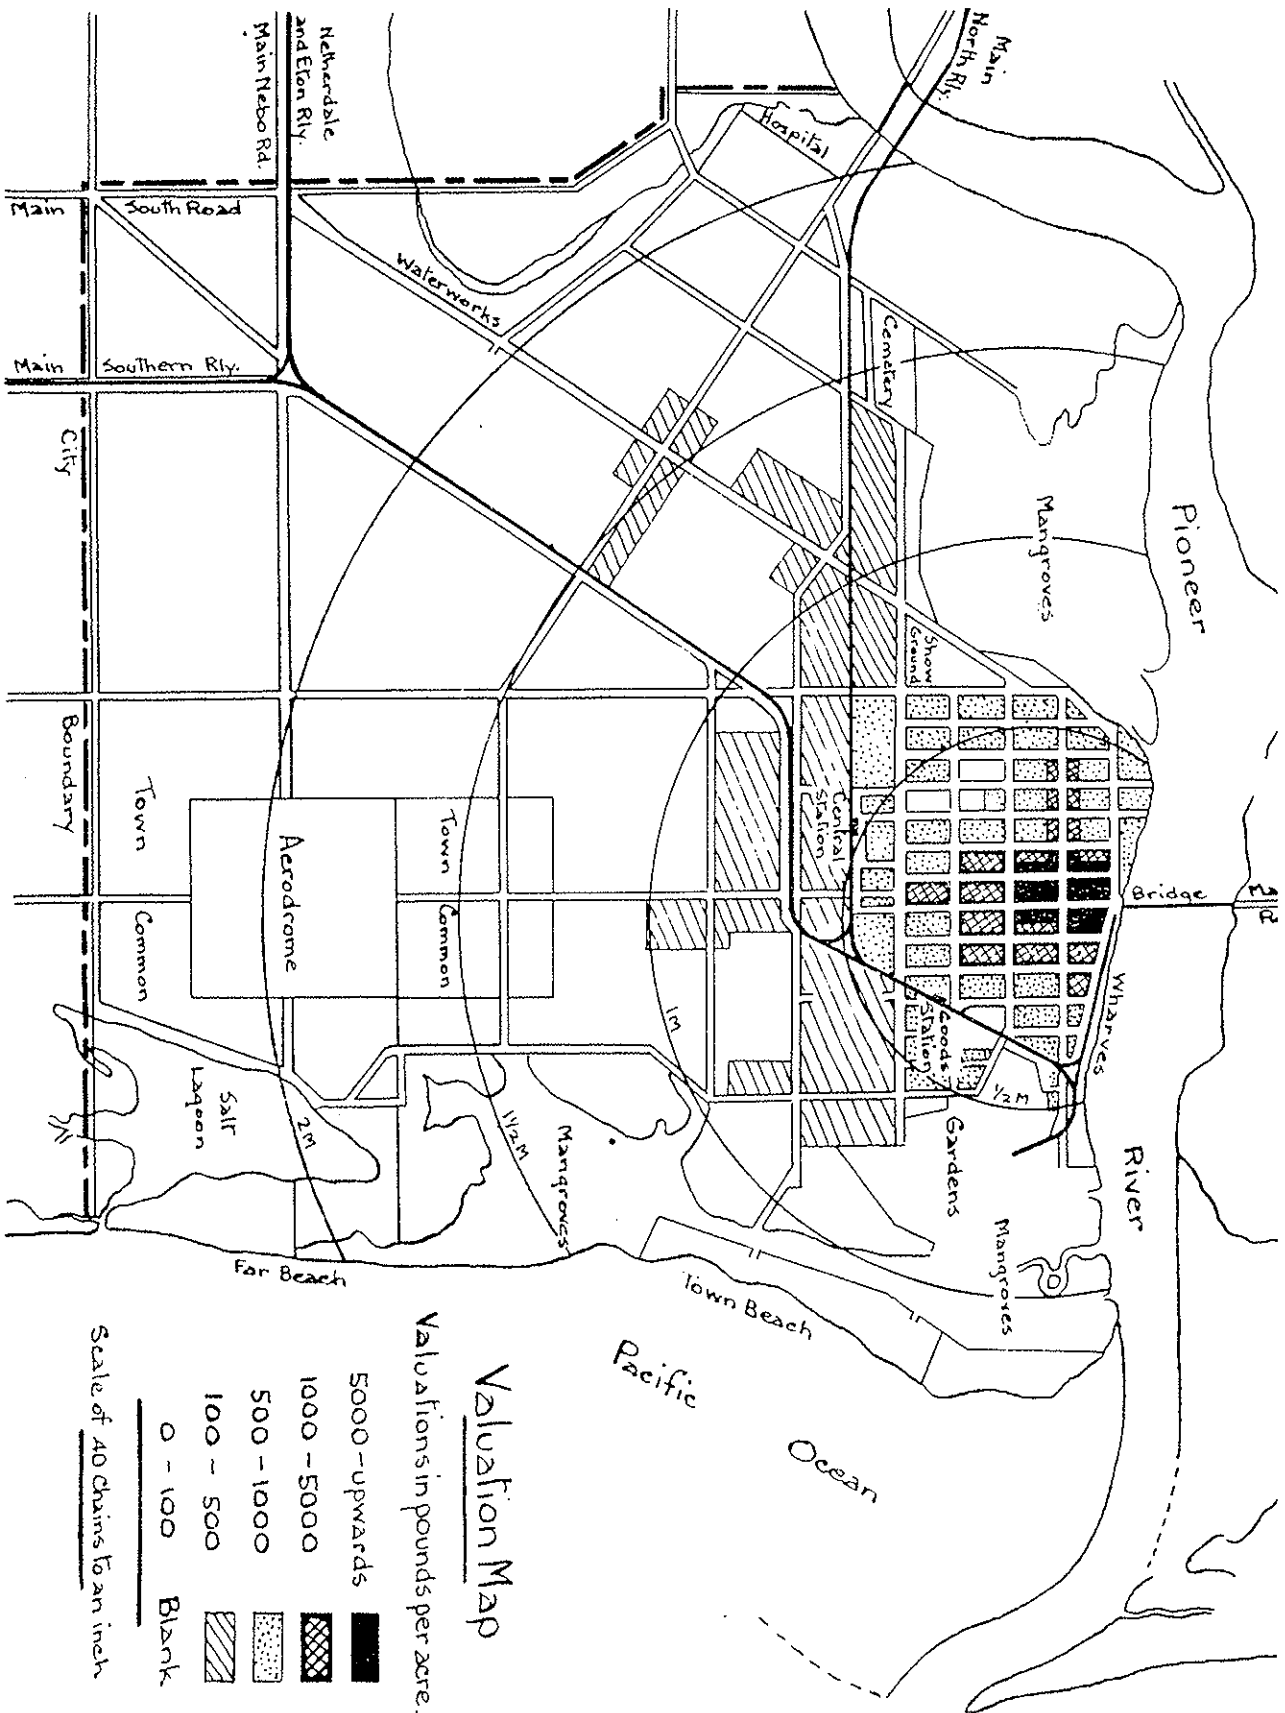 Main
North Rly.
Netherdale
and Eton Rly.
Main Nebo Rd.
Hospital
Main South Road
Waterworks
Cemetery
Main Southern Rly.
City
Boundary
Pioneer
River
Mangroves
Show
Ground
Central
Station
Town
Common
Aerodrome
Town
Common
Bridge
Wharves
Goods
Station
Gardens
1/2 M
1M
1 1/2 M
2M
Salt
Lagoon
Mangroves
Mangroves
Far Beach
Town Beach
Pacific
Ocean
Valuation Map
Valuations in pounds per acre.
5000-upwards
1000-5000
500-1000
100-500
0-100 Blank
Scale of 40 Chains to an inch